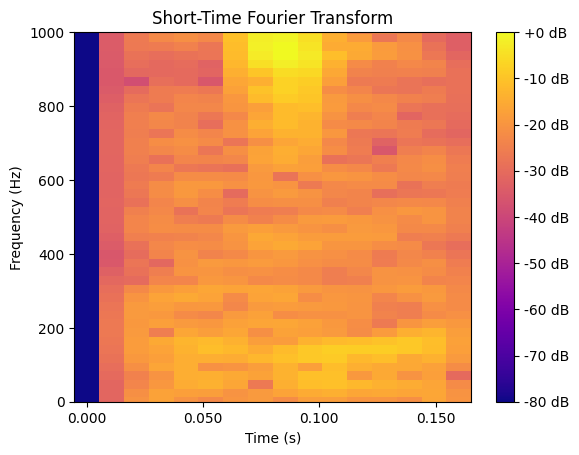 Short-Time Fourier Transform
Frequency (Hz)
1000
800
600
400
200
0
0.000
0.050
0.100
0.150
Time (s)
+0 dB
-10 dB
-20 dB
-30 dB
-40 dB
-50 dB
-60 dB
-70 dB
-80 dB